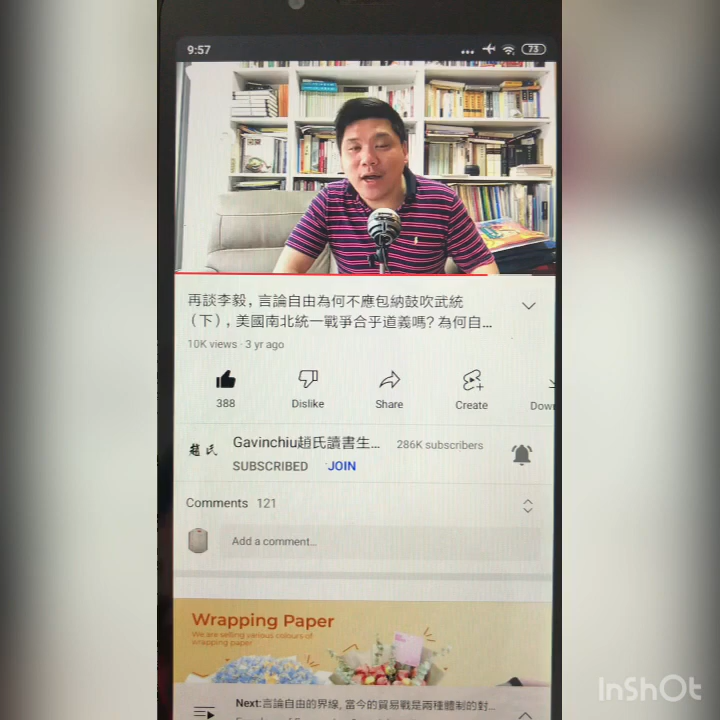 9:57
73
再談李毅，言論自由為何不應包納鼓吹武統
（下），美國南北統一戰爭合乎道義嗎？為何自...
10K views · 3 yr ago
388
Dislike
Share
Create
Down
Gavinchiu趙氏讀書生...
286K subscribers
趙氏
SUBSCRIBED
JOIN
Comments 121
Add a comment...
Wrapping Paper
We are selling various colours of
wrapping paper
Next:言論自由的界線, 當今的貿易戰是兩種體制的對...
InShOt